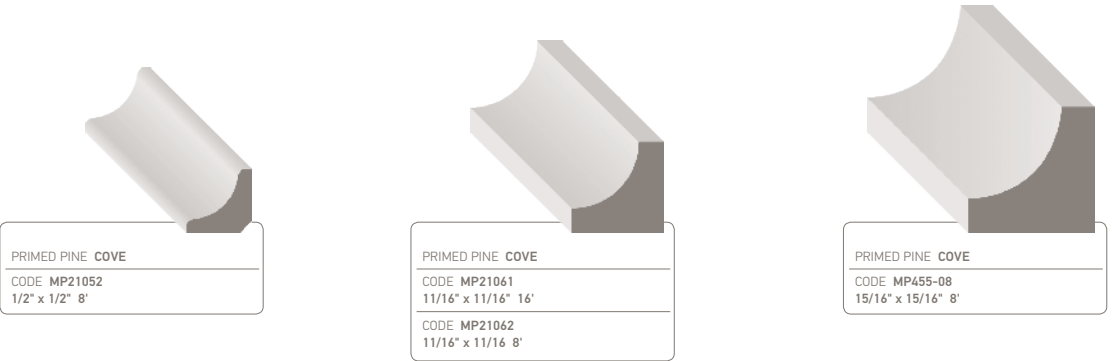 PRIMED PINE COVE
CODE MP21052
1/2" x 1/2" 8'
PRIMED PINE COVE
CODE MP21061
11/16" x 11/16" 16'
CODE MP21062
11/16" x 11/16 8'
PRIMED PINE COVE
CODE MP455-08
15/16" x 15/16" 8'